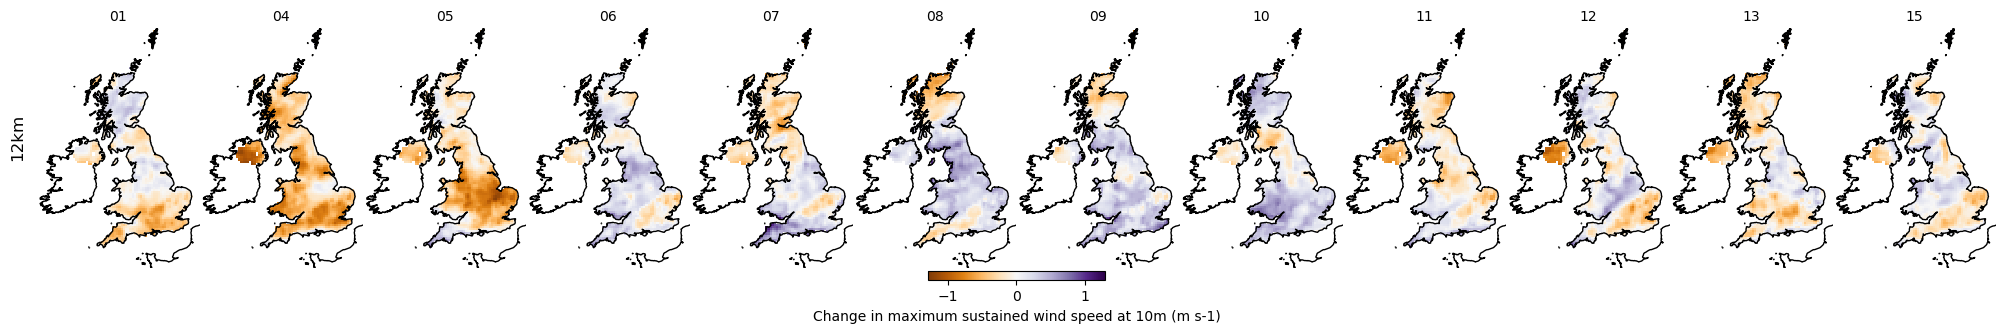 01 04 05 06 07 08 09 10 11 12 13 15
12km
−1 0 1
Change in maximum sustained wind speed at 10m (m s-1)